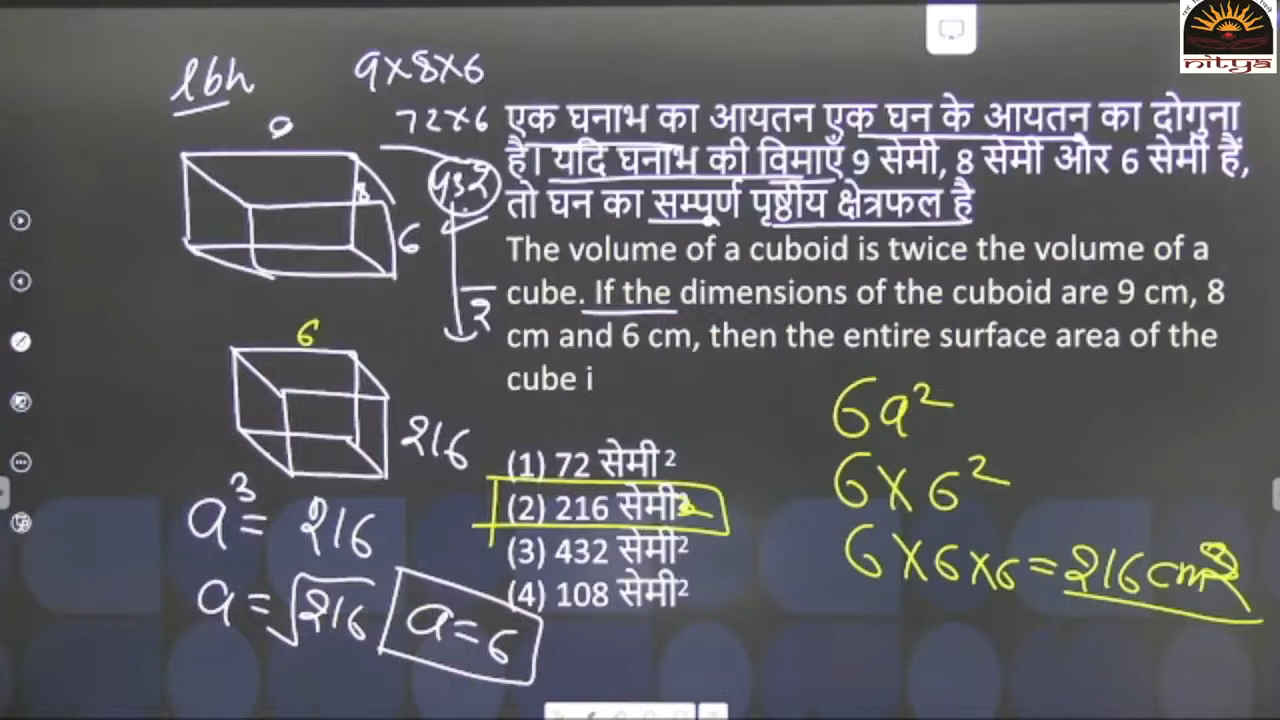 lbh
9×8×6
72×6
432
2
8
6
एक घनाभ का आयतन एक घन के आयतन का दोगुना
है। यदि घनाभ की विमाएँ 9 सेमी, 8 सेमी और 6 सेमी हैं,
तो घन का सम्पूर्ण पृष्ठीय क्षेत्रफल है
The volume of a cuboid is twice the volume of a
cube. If the dimensions of the cuboid are 9 cm, 8
cm and 6 cm, then the entire surface area of the
cube i
(1) 72 सेमी²
(2) 216 सेमी²
(3) 432 सेमी²
(4) 108 सेमी²
6
216
a³ = 216
a = √216
a = 6
6a²
6×6²
6×6×6=216cm²
nitya